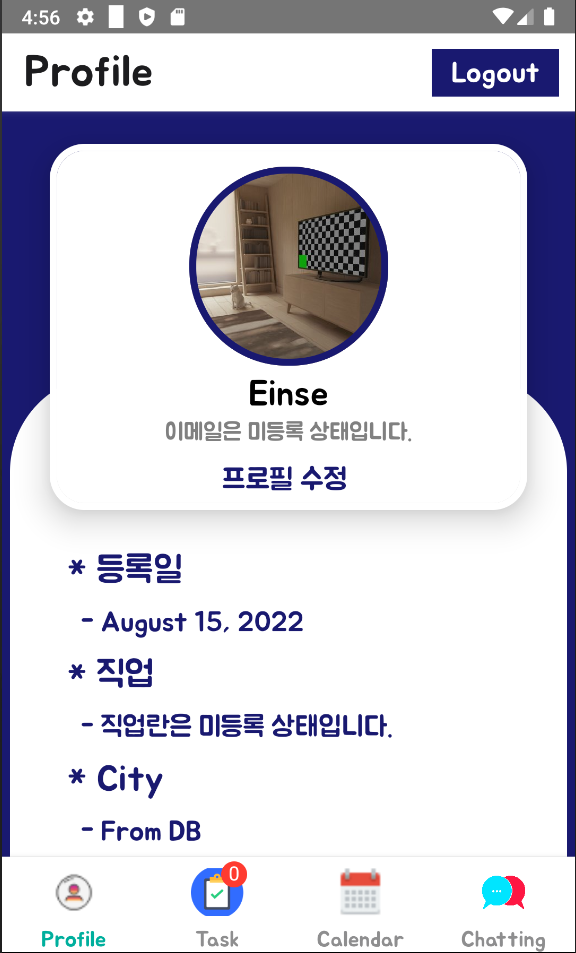 4:56
Profile
Logout
Einse
이메일은 미등록 상태입니다.
프로필 수정
* 등록일
- August 15, 2022
* 직업
- 직업란은 미등록 상태입니다.
* City
- From DB
0
Profile
Task
Calendar
Chatting